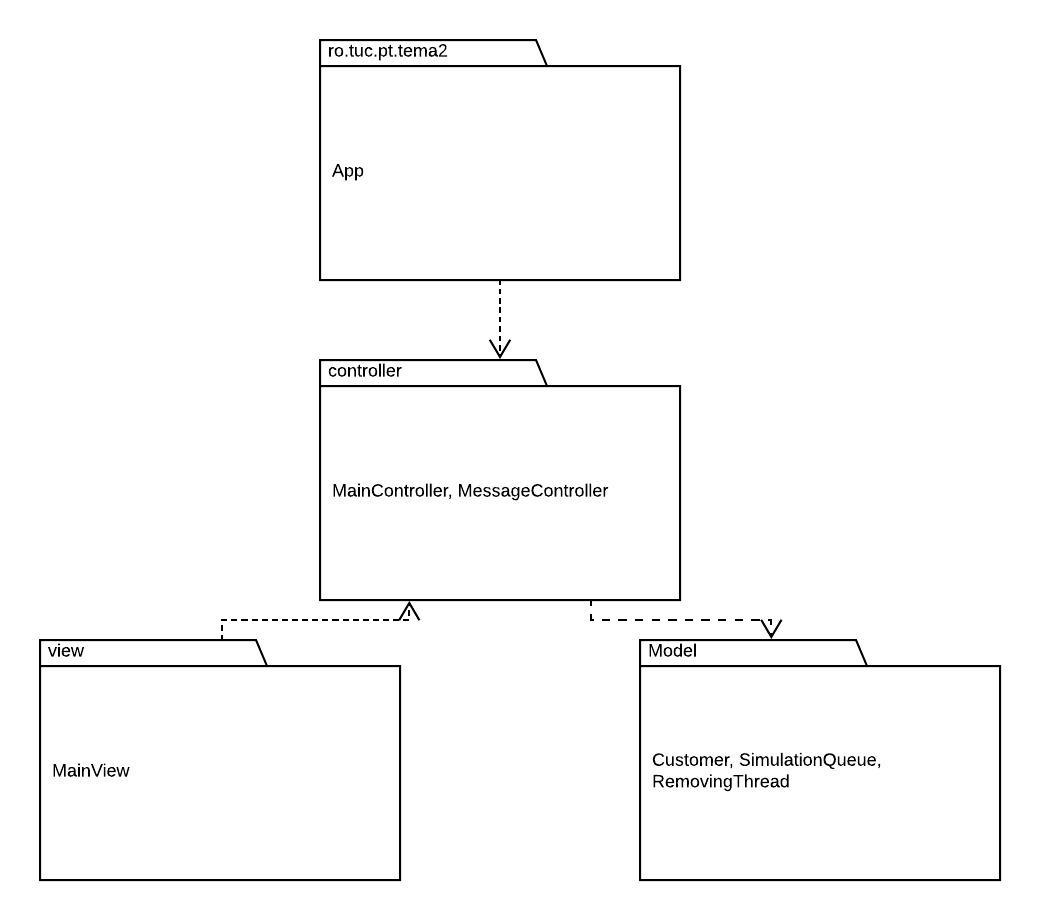 ro.tuc.pt.tema2
App
controller
MainController, MessageController
view
MainView
Model
Customer, SimulationQueue,
RemovingThread